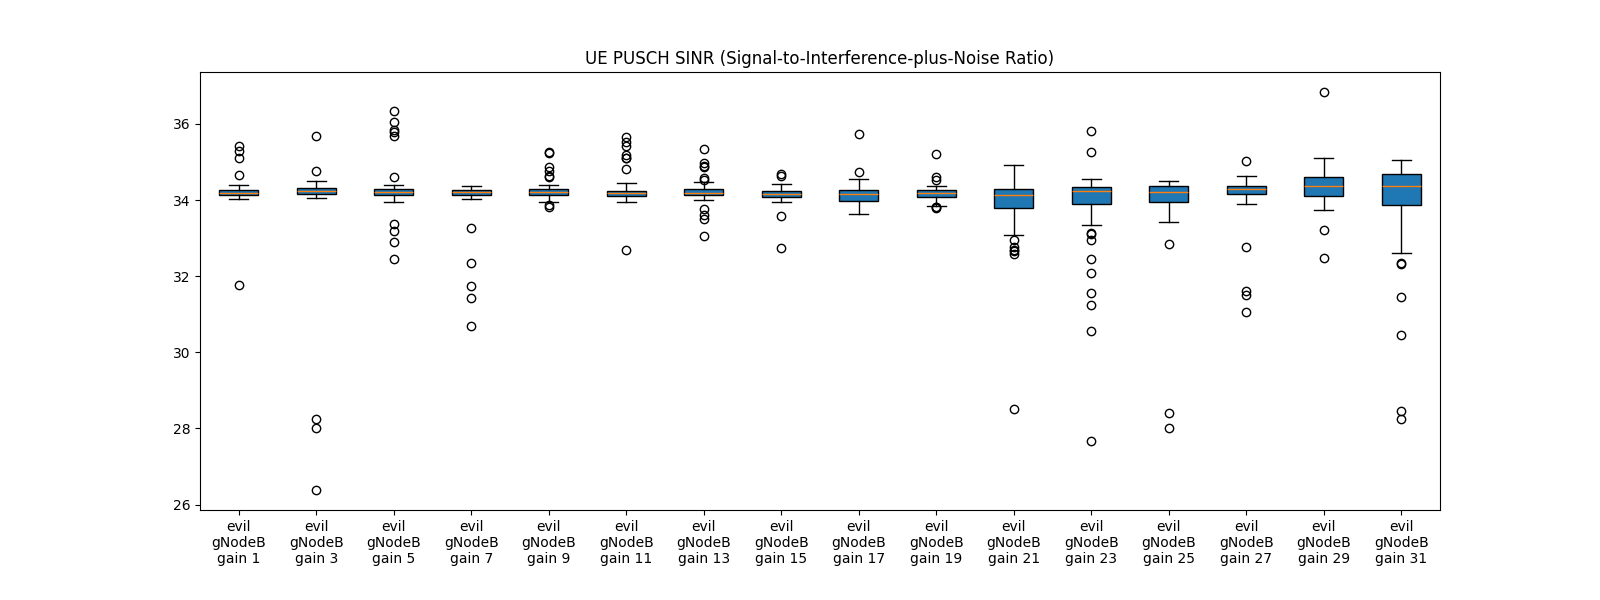 UE PUSCH SINR (Signal-to-Interference-plus-Noise Ratio)
36
34
32
30
28
26
evil
gNodeB
gain 1
evil
gNodeB
gain 3
evil
gNodeB
gain 5
evil
gNodeB
gain 7
evil
gNodeB
gain 9
evil
gNodeB
gain 11
evil
gNodeB
gain 13
evil
gNodeB
gain 15
evil
gNodeB
gain 17
evil
gNodeB
gain 19
evil
gNodeB
gain 21
evil
gNodeB
gain 23
evil
gNodeB
gain 25
evil
gNodeB
gain 27
evil
gNodeB
gain 29
evil
gNodeB
gain 31